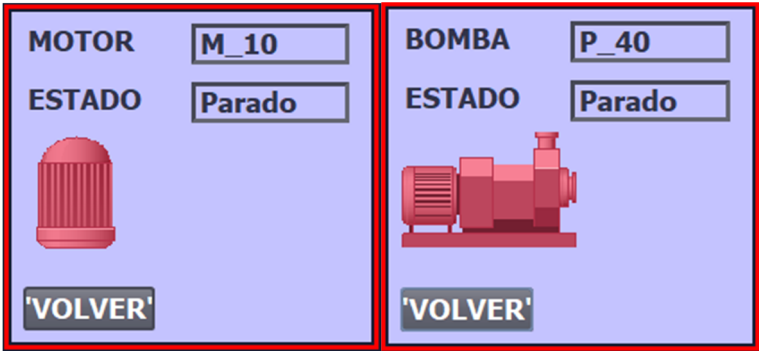 MOTOR M_10
ESTADO Parado
'VOLVER'
BOMBA P_40
ESTADO Parado
'VOLVER'